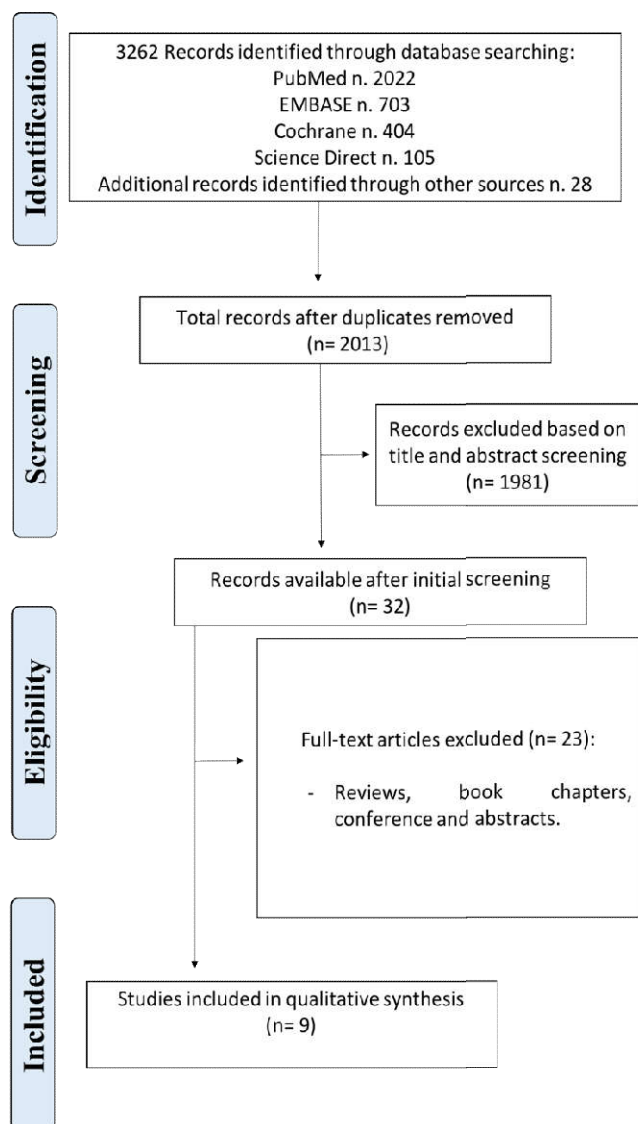 Identification
3262 Records identified through database searching:
PubMed n. 2022
EMBASE n. 703
Cochrane n. 404
Science Direct n. 105
Additional records identified through other sources n. 28
Screening
Total records after duplicates removed
(n= 2013)
Records excluded based on
title and abstract screening
(n= 1981)
Records available after initial screening
(n= 32)
Eligibility
Full-text articles excluded (n= 23):
- Reviews, book chapters,
conference and abstracts.
Included
Studies included in qualitative synthesis
(n= 9)